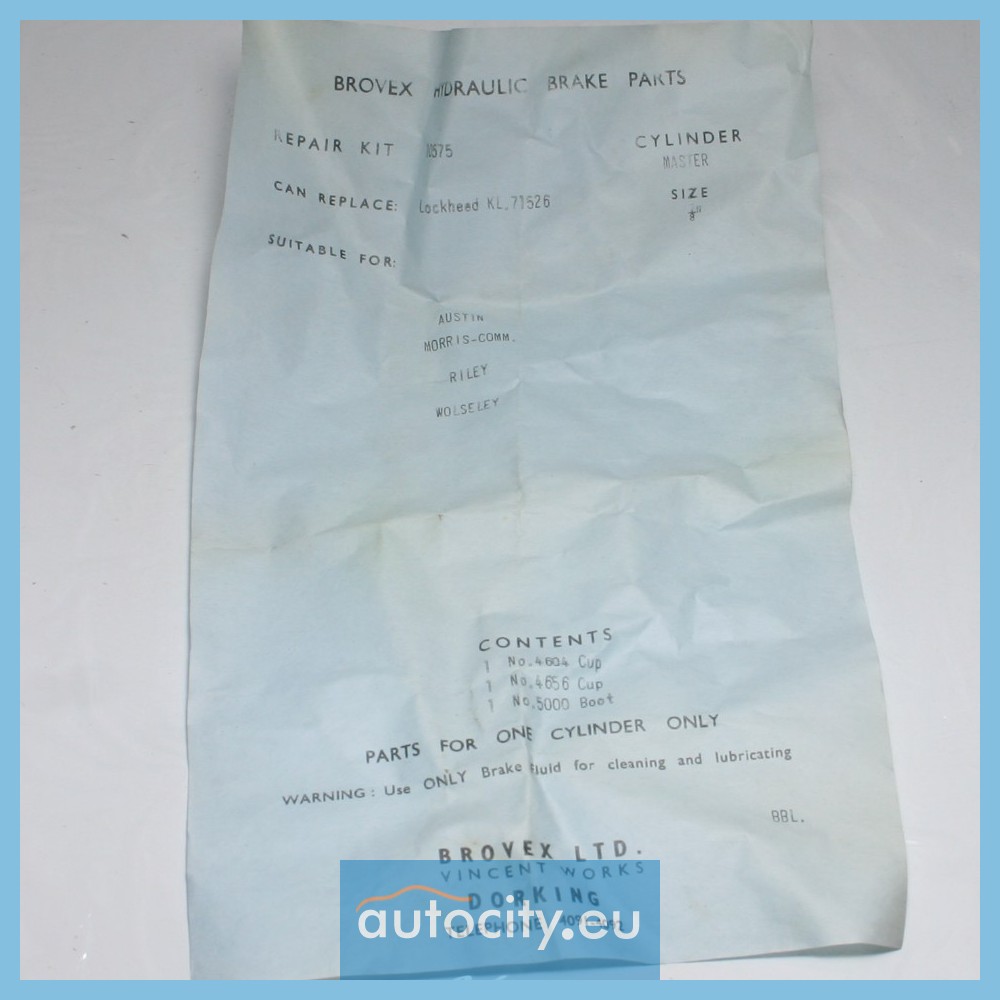 BROVEX HIDRAULIC BRAKE PARTS
REPAIR KIT
CYLINDER
MASTER
CAN REPLACE: Lockheed KL.71526
SIZE
SUITABLE FOR:
AUSTIN
MORRIS-COMM.
RILEY
WOLSELEY
CONTENTS
1 No.4604 Cup
1 No.4656 Cup
1 No.5000 Boot
PARTS FOR ONE CYLINDER ONLY
WARNING: Use ONLY Brake Fluid for cleaning and lubricating
BBL.
BROVEX LTD.
VINCENT WORKS
DORKING
TELEPHONE
autocity.eu